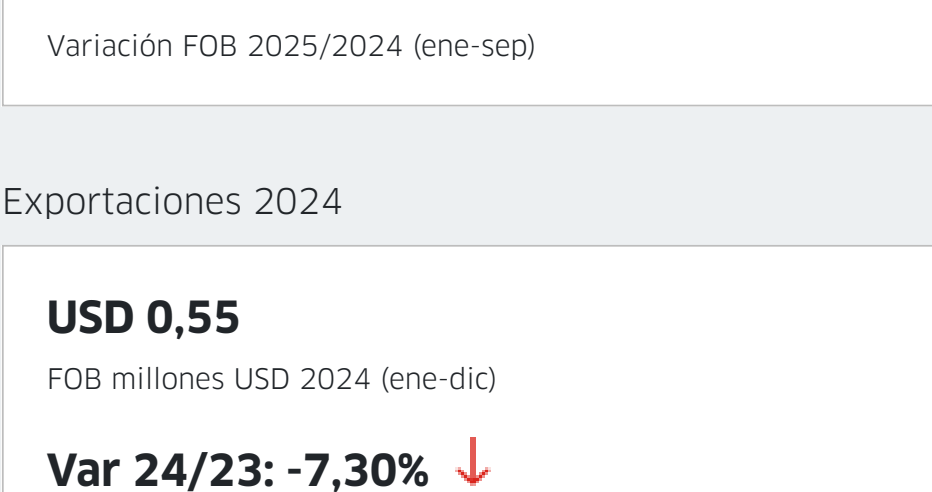 Variación FOB 2025/2024 (ene-sep)
Exportaciones 2024
USD 0,55
FOB millones USD 2024 (ene-dic)
Var 24/23: -7,30% ↓